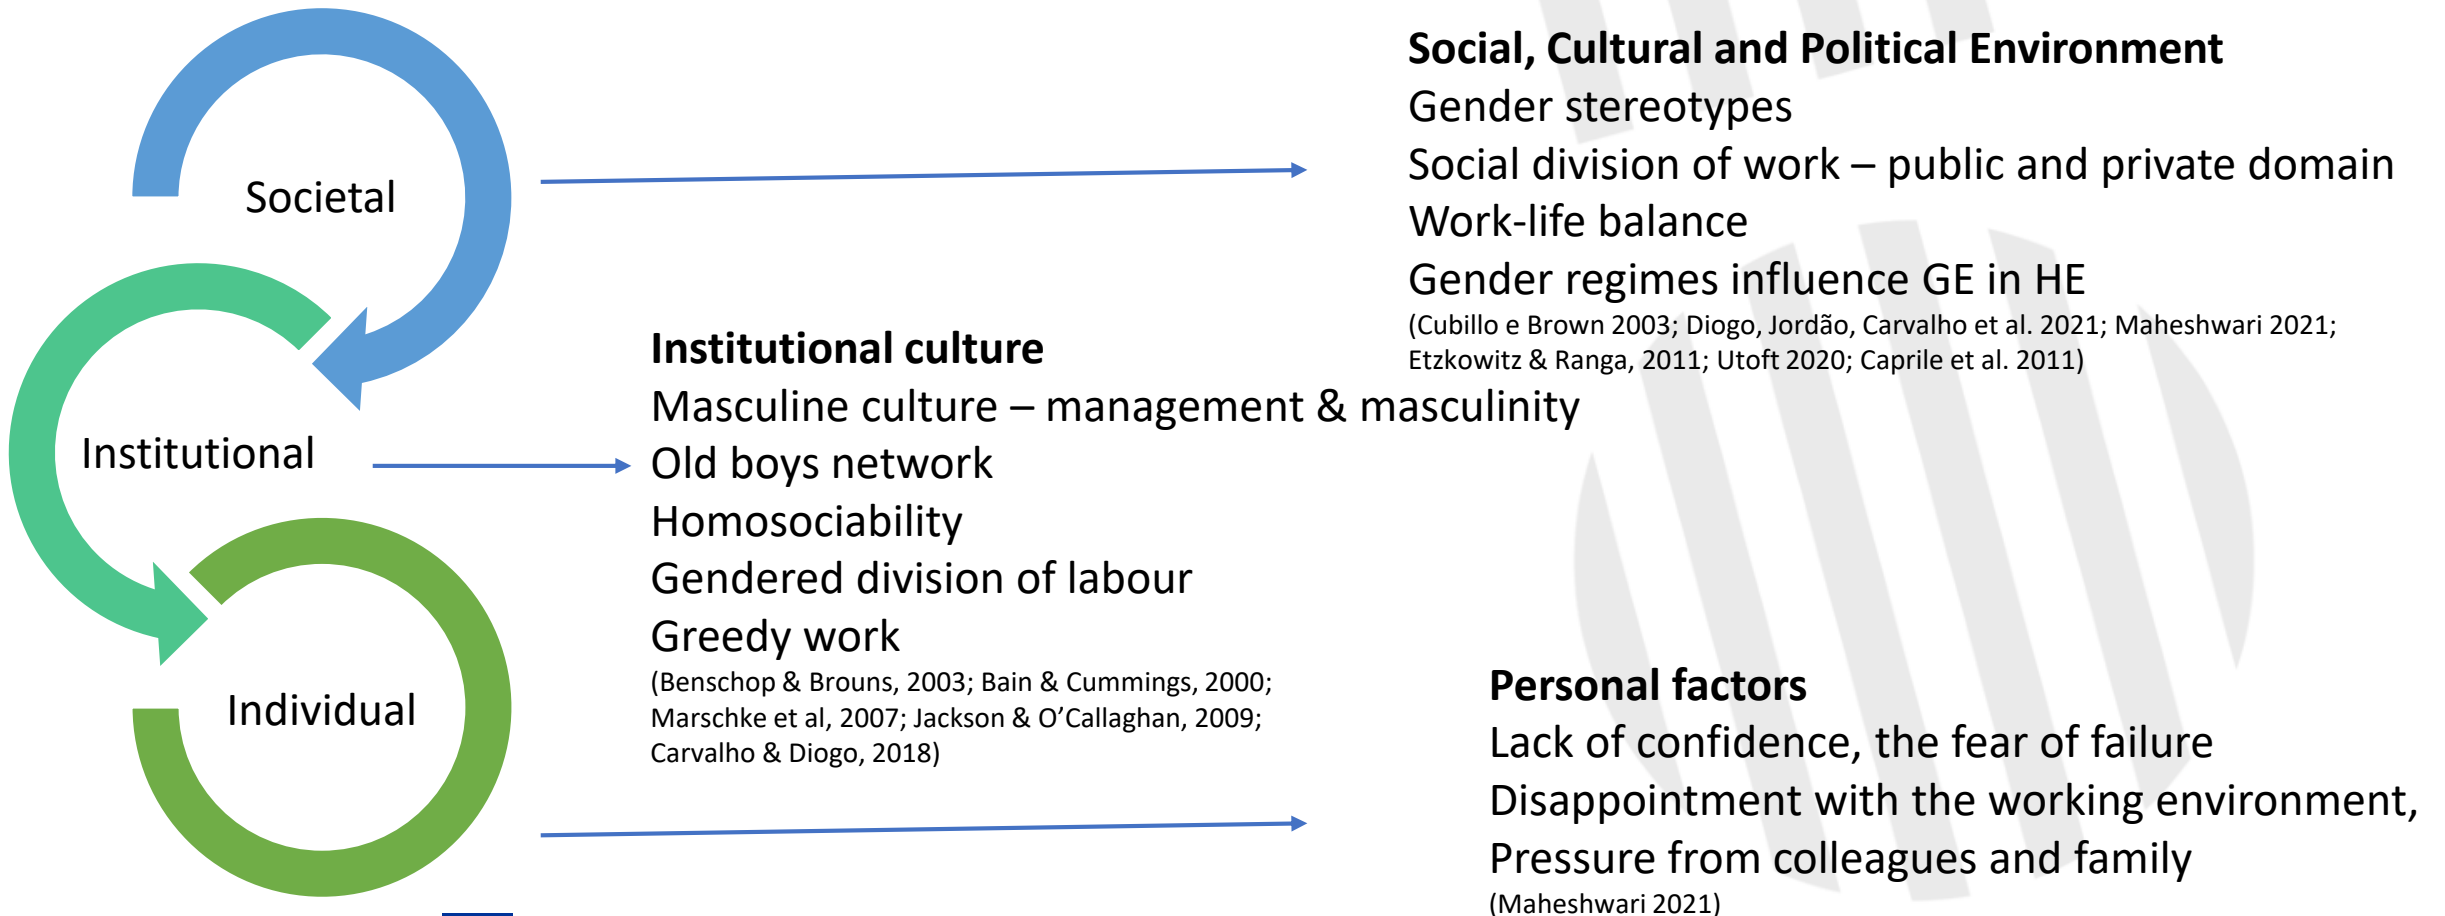 Societal
Social, Cultural and Political Environment
Gender stereotypes
Social division of work – public and private domain
Work-life balance
Gender regimes influence GE in HE
(Cubillo e Brown 2003; Diogo, Jordão, Carvalho et al. 2021; Maheshwari 2021;
Etzkowitz & Ranga, 2011; Utoft 2020; Caprile et al. 2011)
Institutional
Institutional culture
Masculine culture – management & masculinity
Old boys network
Homosociability
Gendered division of labour
Greedy work
(Benschop & Brouns, 2003; Bain & Cummings, 2000;
Marschke et al, 2007; Jackson & O’Callaghan, 2009;
Carvalho & Diogo, 2018)
Individual
Personal factors
Lack of confidence, the fear of failure
Disappointment with the working environment,
Pressure from colleagues and family
(Maheshwari 2021)